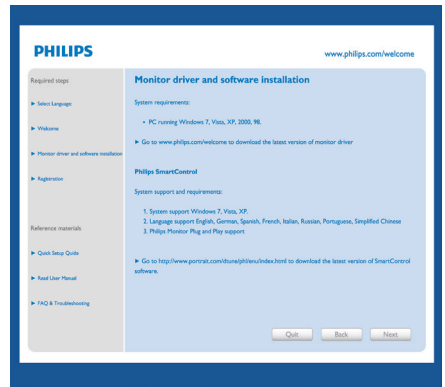 PHILIPS
www.philips.com/welcome
Required steps
Select Language
Welcome
Monitor driver and software installation
Registration
Reference materials
Quick Setup Guide
Read User Manual
FAQ & Troubleshooting
Monitor driver and software installation
System requirements:
• PC running Windows 7, Vista, XP, 2000, 98.
Go to www.philips.com/welcome to download the latest version of monitor driver
Philips SmartControl
System support and requirements:
1. System support Windows 7, Vista, XP.
2. Language support English, German, Spanish, French, Italian, Russian, Portuguese, Simplified Chinese
3. Philips Monitor Plug and Play support
Go to http://www.portrait.com/dtune/phl/enu/index.html to download the latest version of SmartControl
software.
Quit
Back
Next